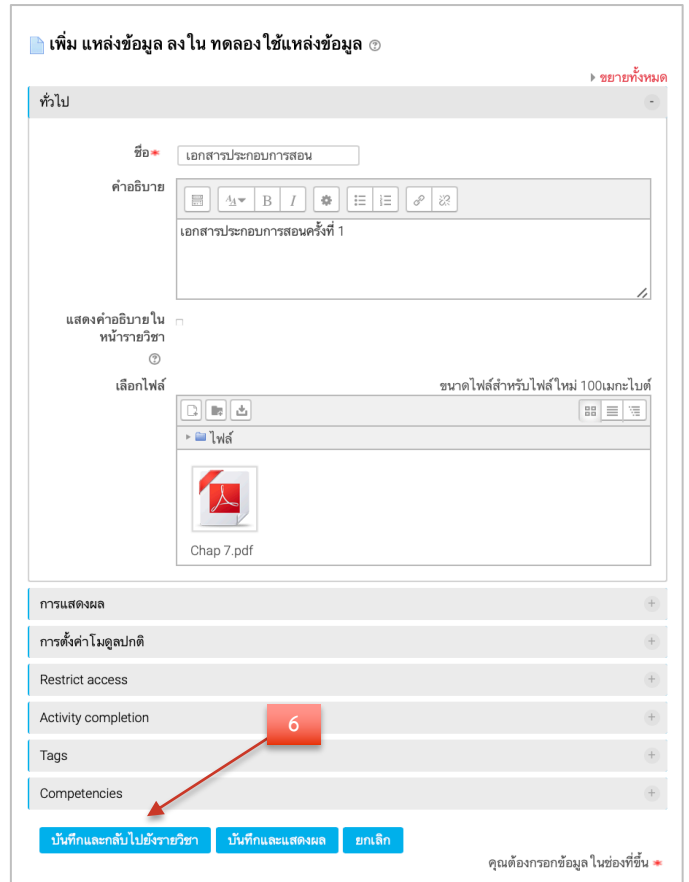 เพิ่ม แหล่งข้อมูล ลงใน ทดลองใช้แหล่งข้อมูล
ขยายทั้งหมด
ทั่วไป
ชื่อ*
เอกสารประกอบการสอน
คำอธิบาย
B I
เอกสารประกอบการสอนครั้งที่ 1
แสดงคำอธิบายใน
หน้ารายวิชา
เลือกไฟล์
ขนาดไฟล์สำหรับไฟล์ใหม่ 100เมกะไบต์
ไฟล์
Chap 7.pdf
การแสดงผล
การตั้งค่าโมดูลปกติ
Restrict access
Activity completion
6
Tags
Competencies
บันทึกและกลับไปยังรายวิชา บันทึกและแสดงผล ยกเลิก
คุณต้องกรอกข้อมูลในช่องที่ขึ้น *